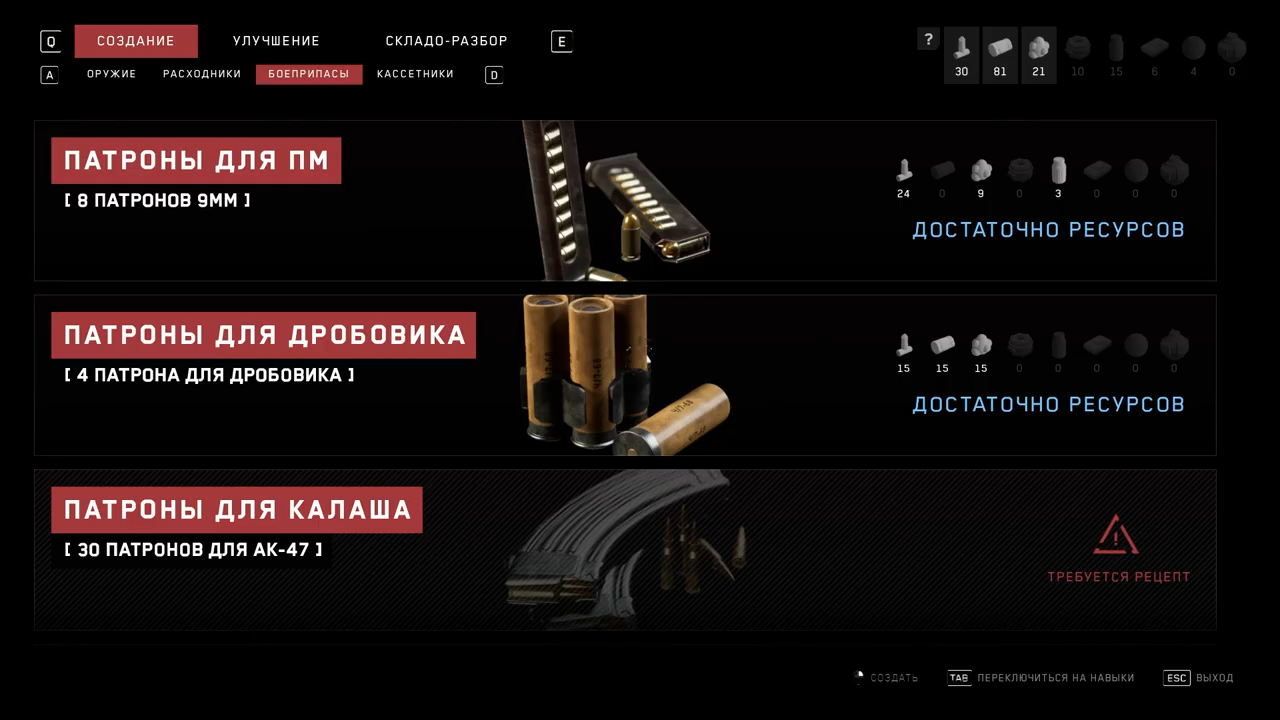 Q СОЗДАНИЕ УЛУЧШЕНИЕ СКЛАДО-РАЗБОР E
A ОРУЖИЕ РАСХОДНИКИ БОЕПРИПАСЫ КАССЕТНИКИ D
?
30 81 21 10 15 6 4 0
ПАТРОНЫ ДЛЯ ПМ
[ 8 ПАТРОНОВ 9ММ ]
24 0 9 0 3 0 0 0
ДОСТАТОЧНО РЕСУРСОВ
ПАТРОНЫ ДЛЯ ДРОБОВИКА
[ 4 ПАТРОНА ДЛЯ ДРОБОВИКА ]
15 15 15 0 0 0 0 0
ДОСТАТОЧНО РЕСУРСОВ
ПАТРОНЫ ДЛЯ КАЛАША
[ 30 ПАТРОНОВ ДЛЯ АК-47 ]
ТРЕБУЕТСЯ РЕЦЕПТ
СОЗДАТЬ TAB ПЕРЕКЛЮЧИТЬСЯ НА НАВЫКИ ESC ВЫХОД